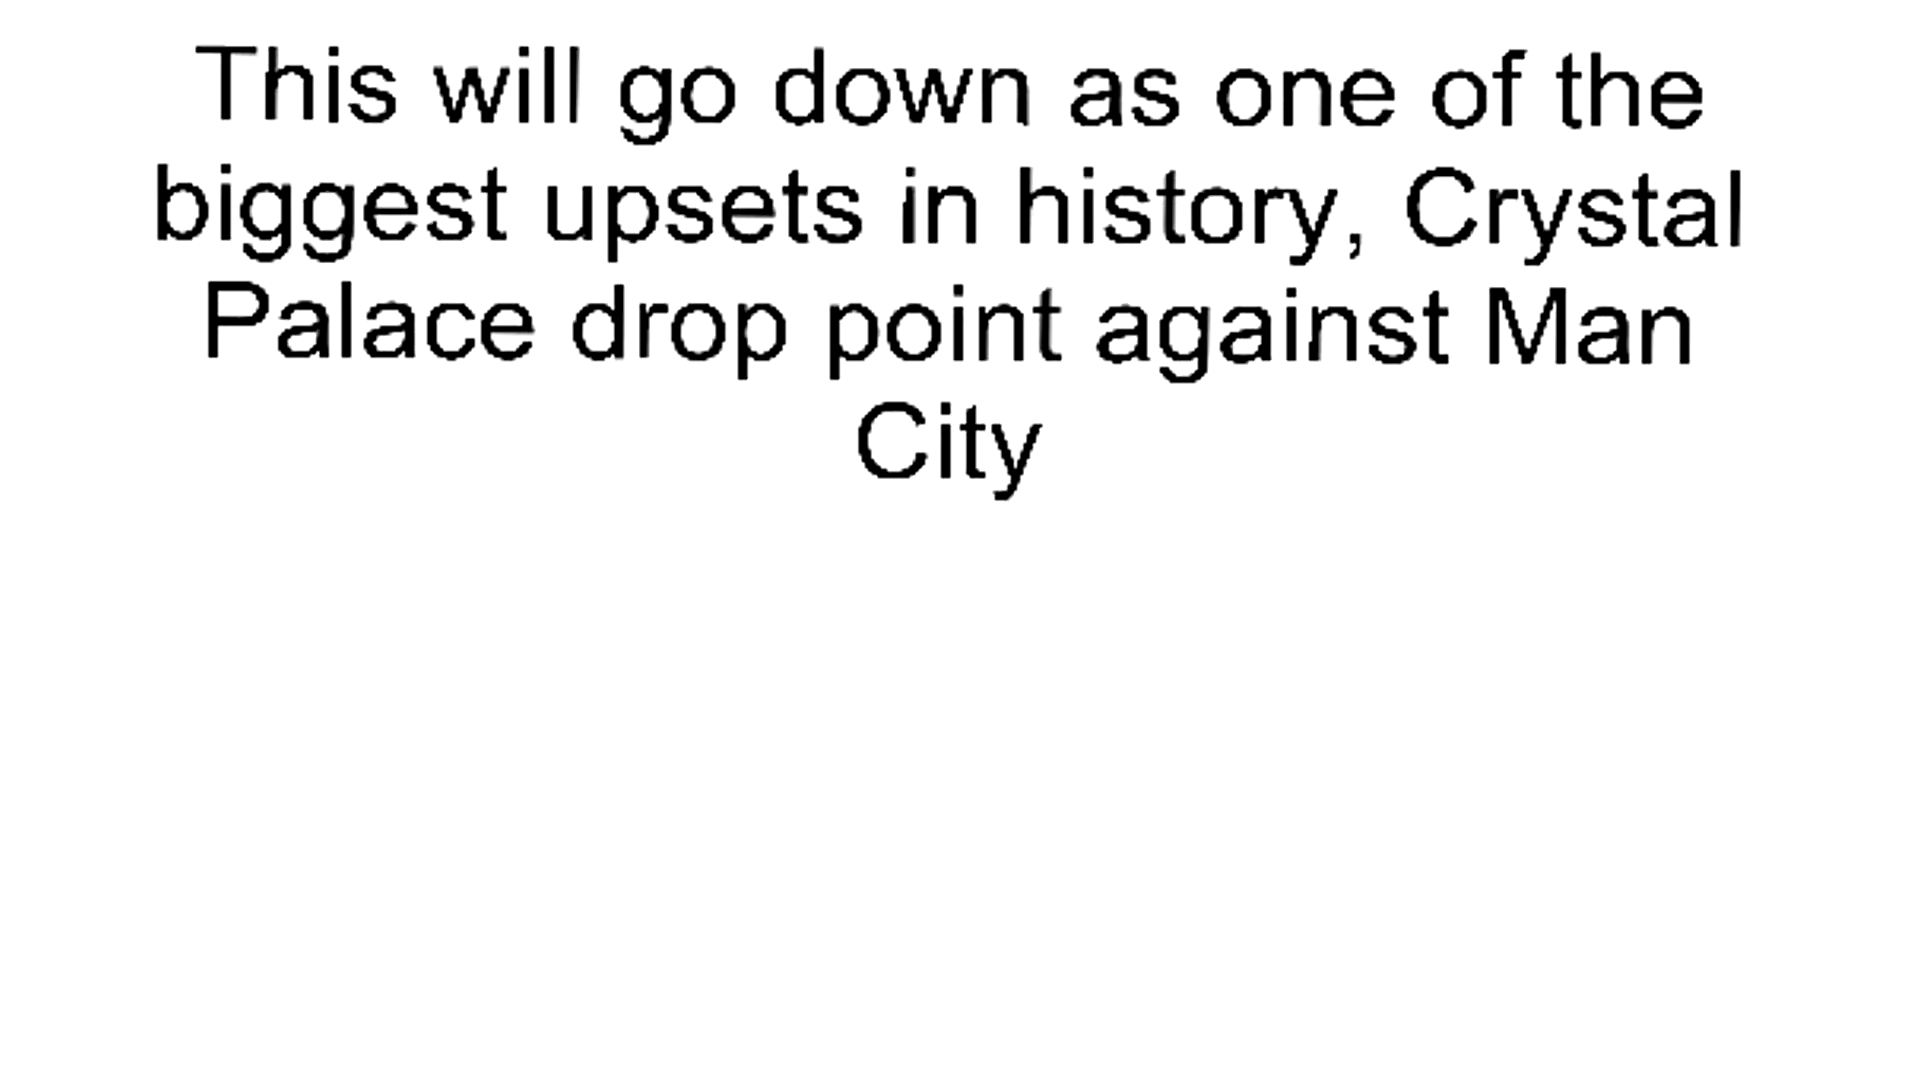 This will go down as one of the
biggest upsets in history, Crystal
Palace drop point against Man
City